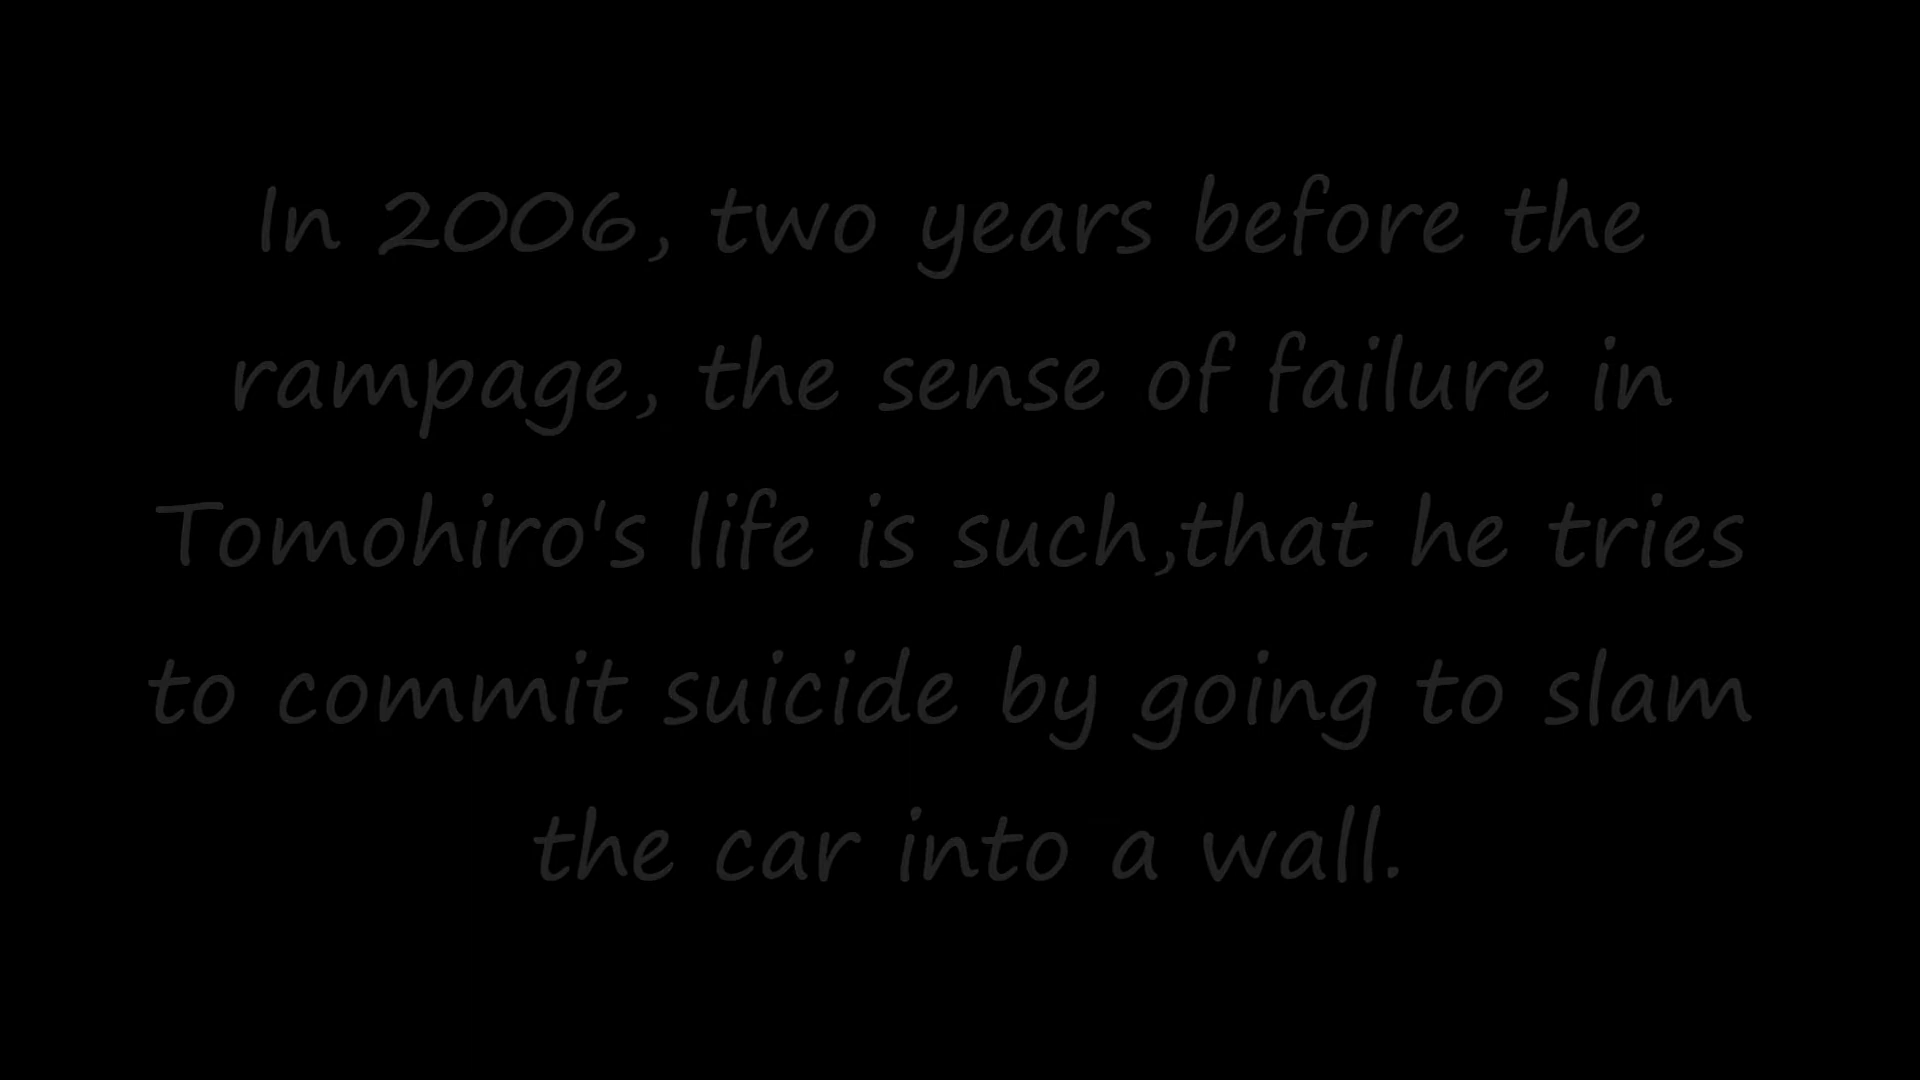 In 2006, two years before the
rampage, the sense of failure in
Tomohiro's life is such,that he tries
to commit suicide by going to slam
the car into a wall.